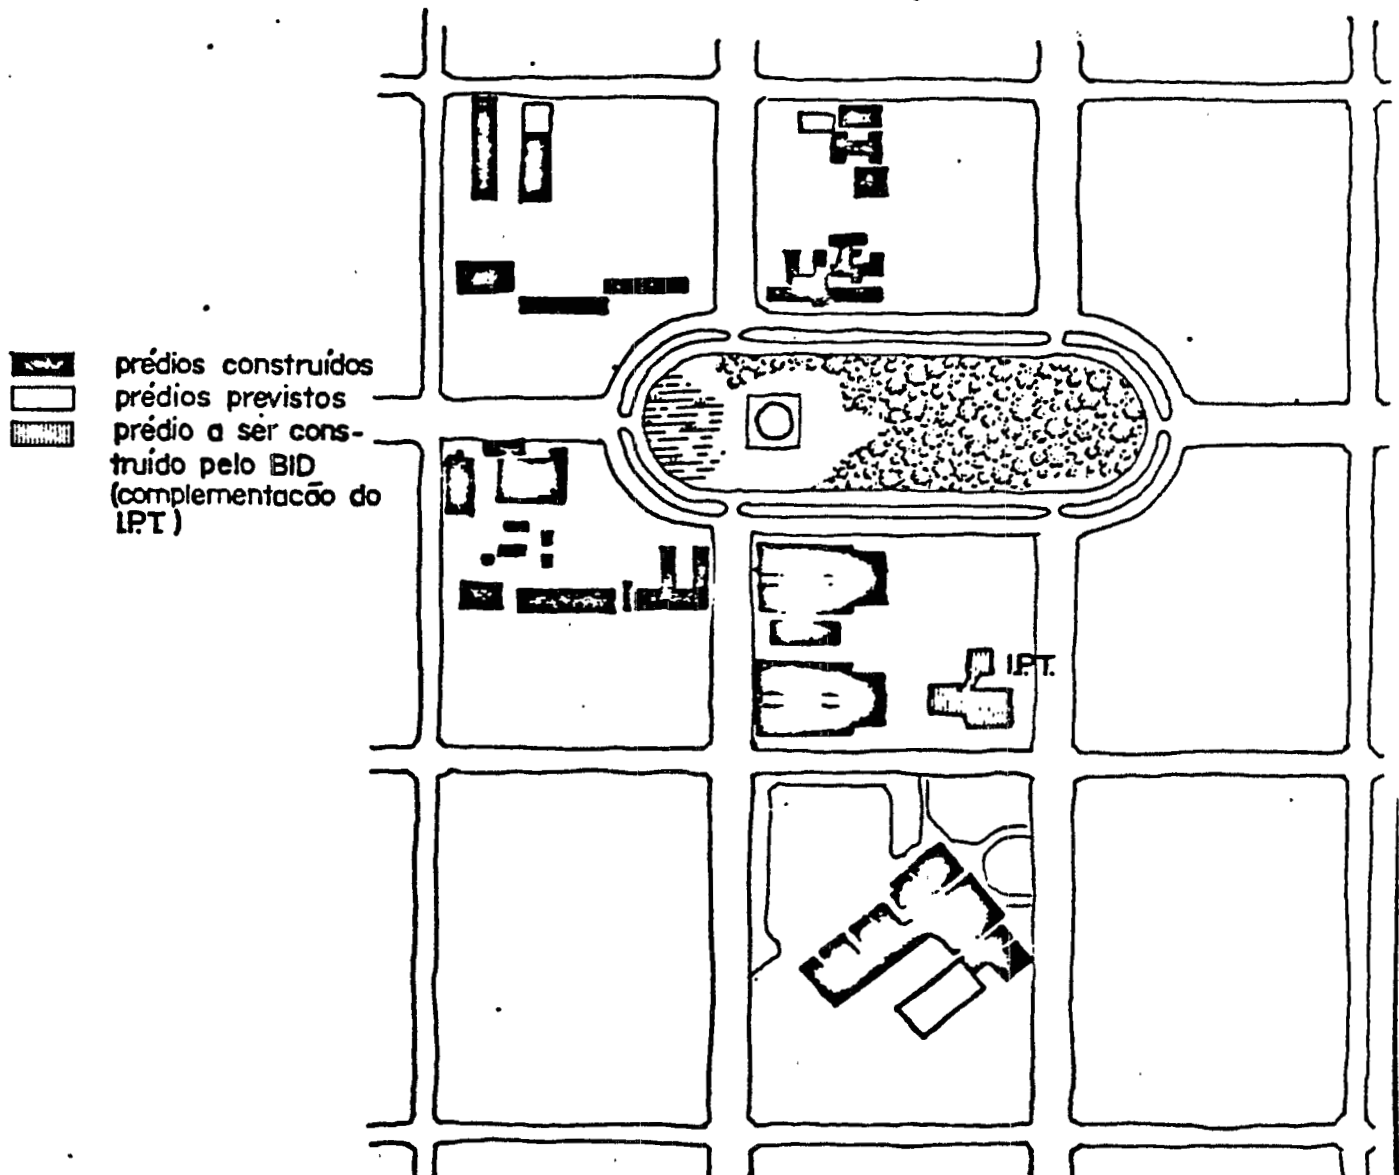 prédios construídos
prédios previstos
prédio a ser cons-
truído pelo BID
(complementacão do
I.P.T.)
I.P.T.